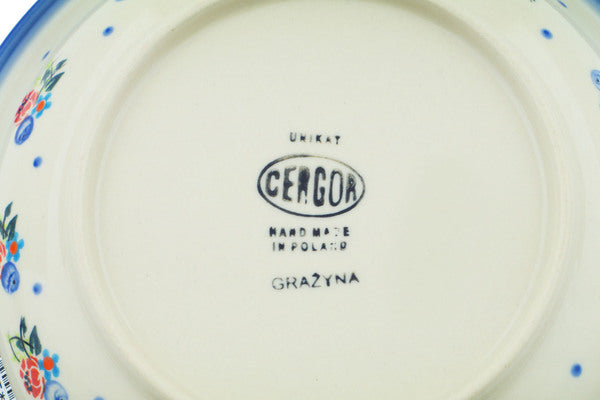 UNIKAT
CERGOR
HAND MADE
IN POLAND
GRAŻYNA